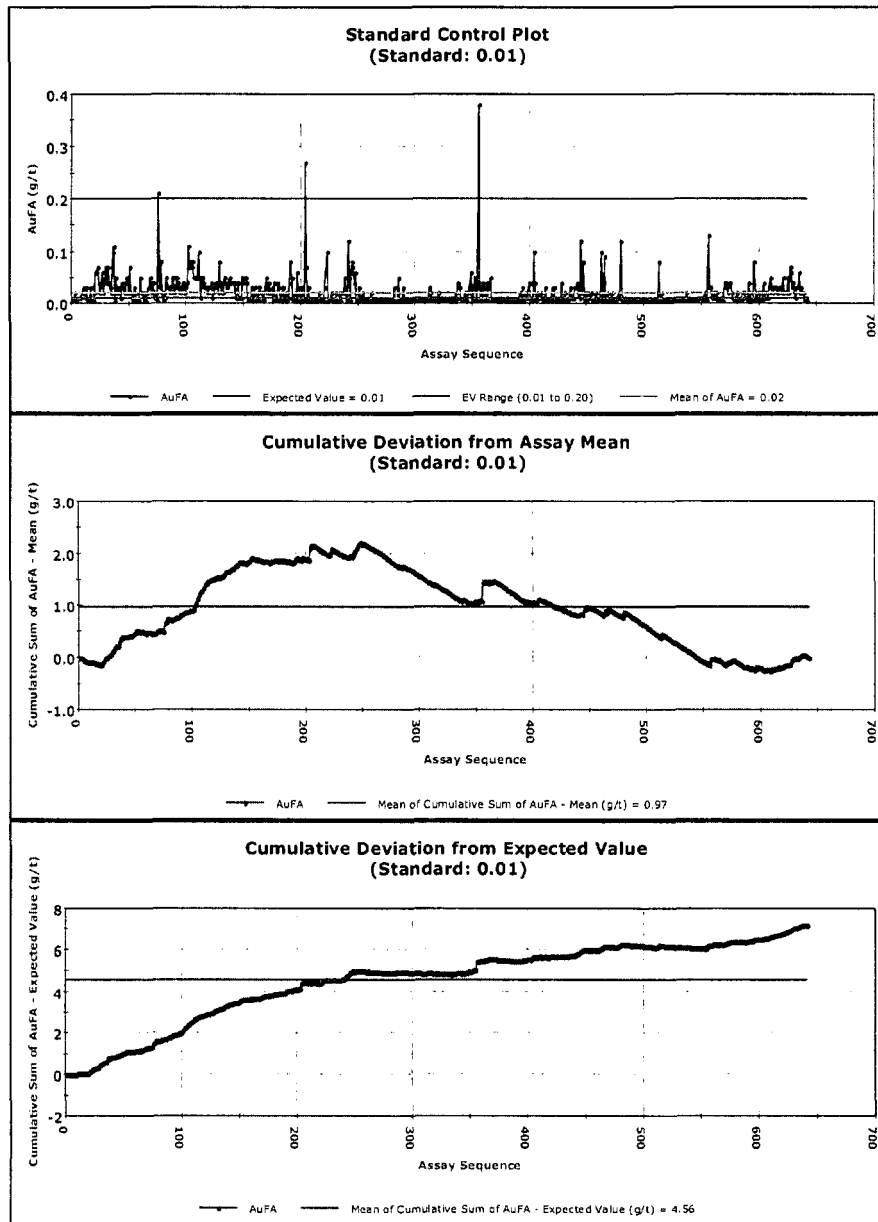 Standard Control Plot
(Standard: 0.01)
AuFA (g/t)
0.4
0.3
0.2
0.1
0.0
0
100
200
300
400
500
600
700
Assay Sequence
AuFA
Expected Value = 0.01
EV Range (0.01 to 0.20)
Mean of AuFA = 0.02
Cumulative Deviation from Assay Mean
(Standard: 0.01)
Cumulative Sum of AuFA - Mean (g/t)
3.0
2.0
1.0
0.0
-1.0
0
100
200
300
400
500
600
700
Assay Sequence
AuFA
Mean of Cumulative Sum of AuFA - Mean (g/t) = 0.97
Cumulative Deviation from Expected Value
(Standard: 0.01)
Cumulative Sum of AuFA - Expected Value (g/t)
8
6
4
2
0
-2
0
100
200
300
400
500
600
700
Assay Sequence
AuFA
Mean of Cumulative Sum of AuFA - Expected Value (g/t) = 4.56